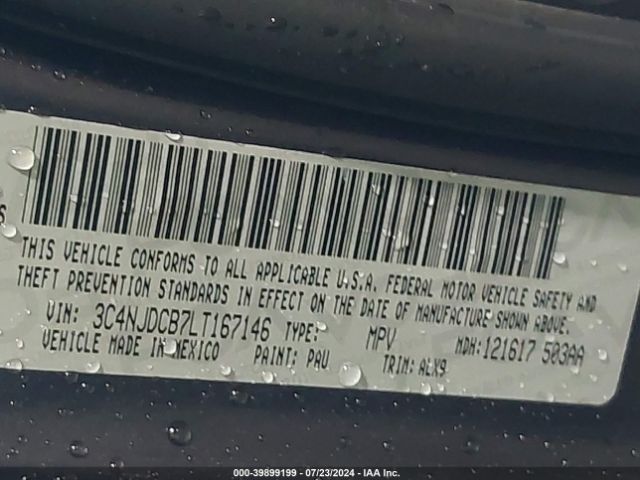 S
THIS VEHICLE CONFORMS TO ALL APPLICABLE U.S.A. FEDERAL MOTOR VEHICLE SAFETY AND
THEFT PREVENTION STANDARDS IN EFFECT ON THE DATE OF MANUFACTURE SHOWN ABOVE.
VIN: 3C4NJDCB7LT167146 TYPE: MPV MDH:121617 503AA
VEHICLE MADE IN MEXICO PAINT: PAU TRIM: ALX9
000-39899199 - 07/23/2024 - IAA Inc.